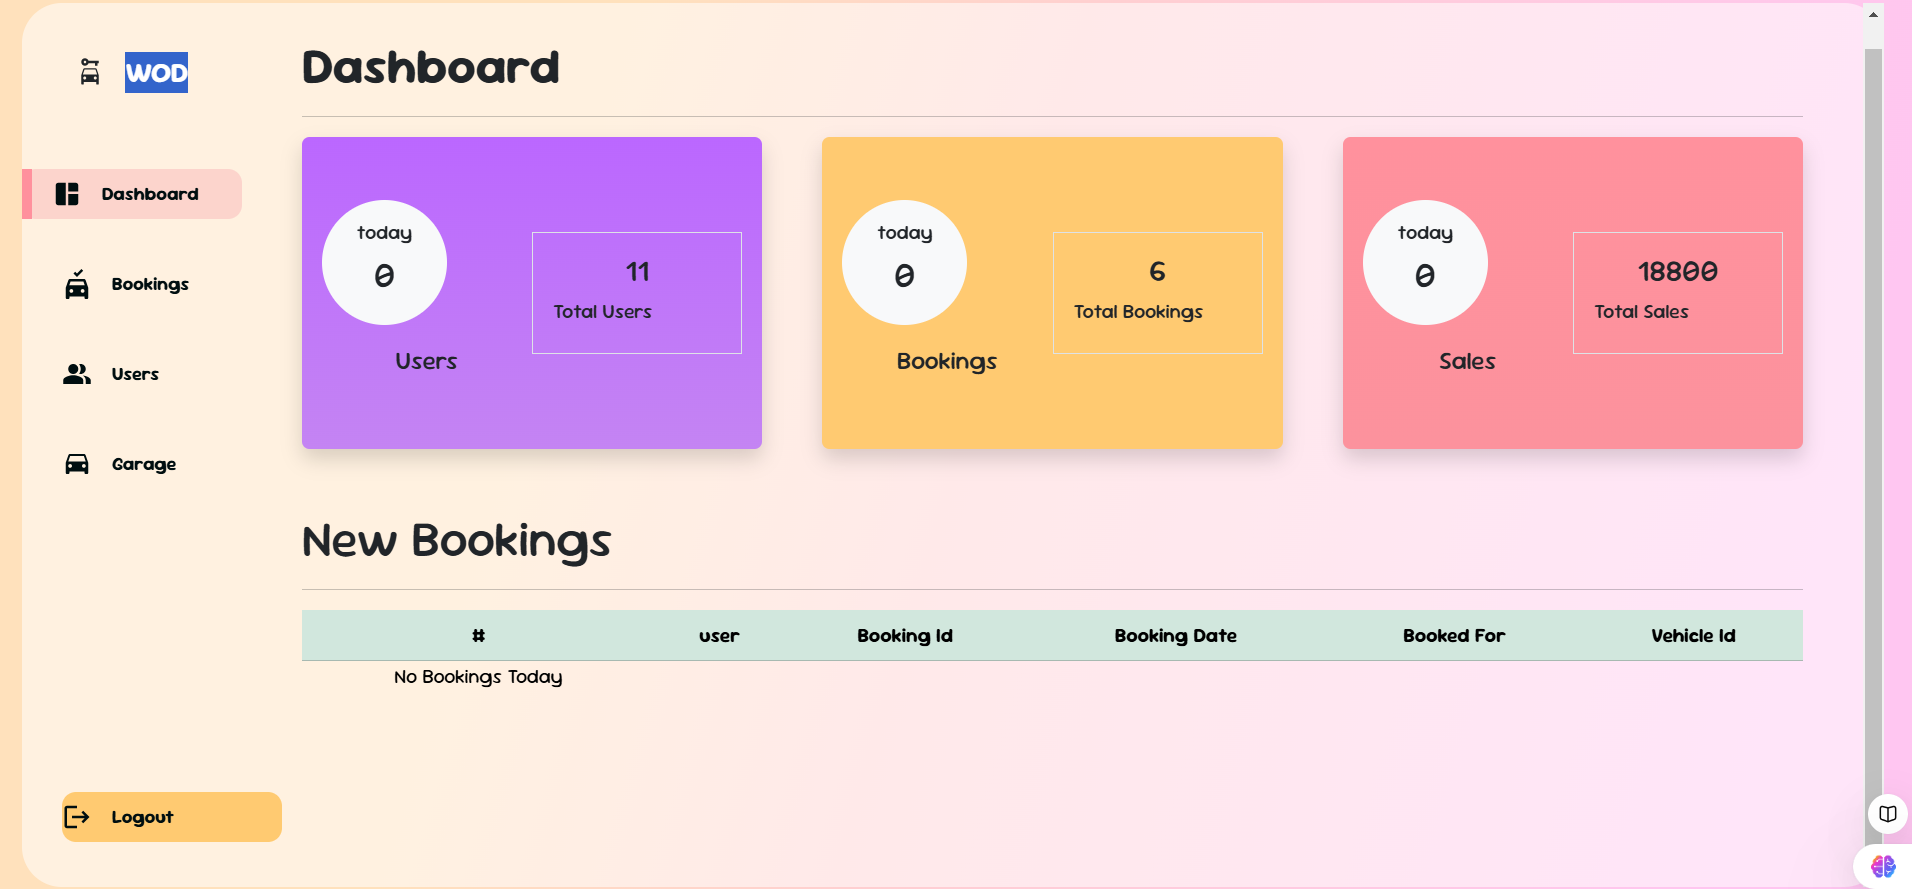 WOD
Dashboard
Dashboard
Bookings
Users
Garage
Logout
today
0
Users
11
Total Users
today
0
Bookings
6
Total Bookings
today
0
Sales
18800
Total Sales
New Bookings
# user Booking Id Booking Date Booked For Vehicle Id
No Bookings Today